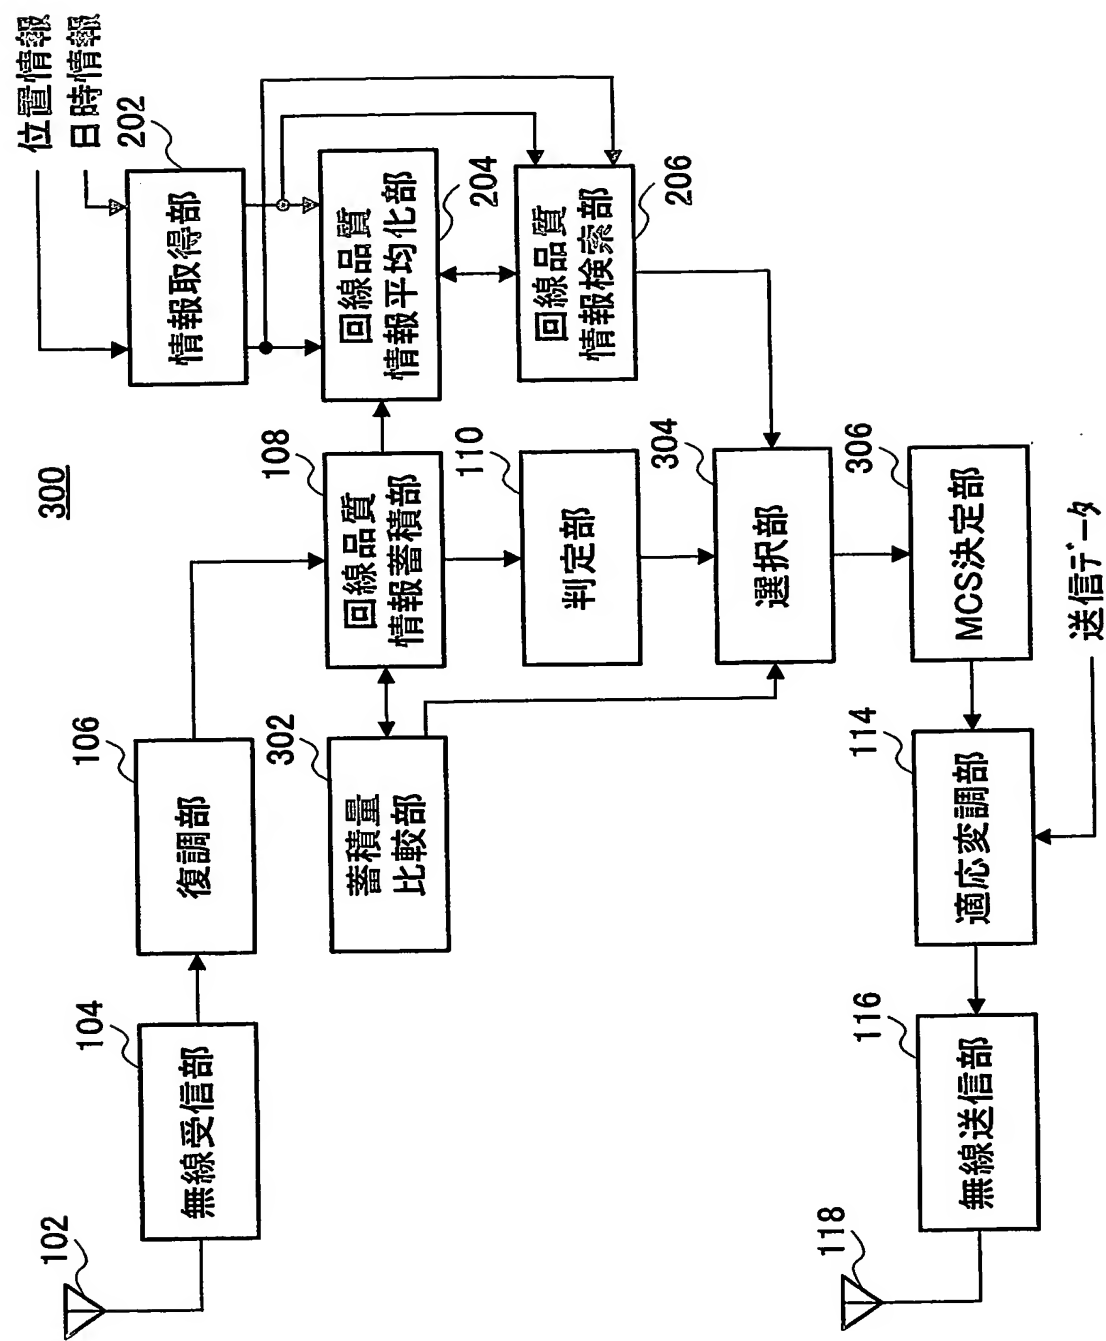 300
位置情報
日時情報
202
情報取得部
102
104
無線受信部
106
復調部
108
回線品質
情報蓄積部
204
回線品質
情報平均化部
302
蓄積量
比較部
110
判定部
206
回線品質
情報検索部
304
選択部
306
MCS決定部
114
適応変調部
116
無線送信部
118
送信データ